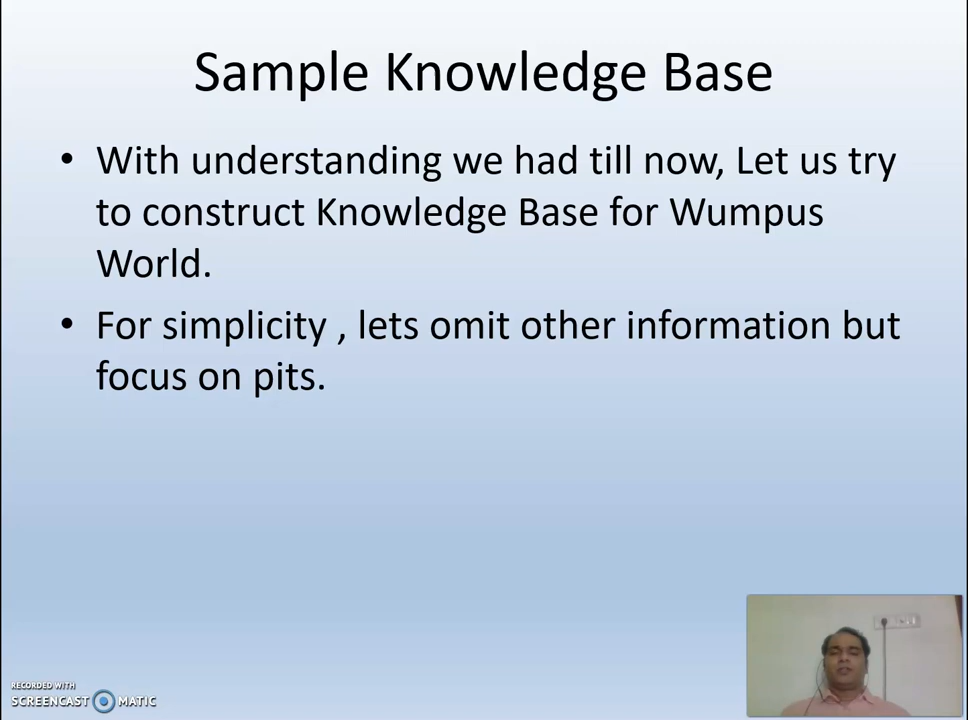 Sample Knowledge Base
• With understanding we had till now, Let us try
to construct Knowledge Base for Wumpus
World.
• For simplicity , lets omit other information but
focus on pits.
RECORDED WITH
SCREENCAST MATIC